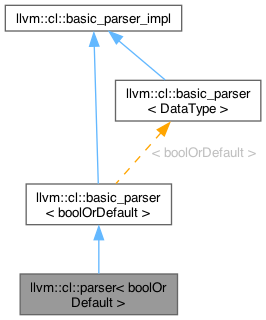 llvm::cl::basic_parser_impl
llvm::cl::basic_parser
< DataType >
< boolOrDefault >
llvm::cl::basic_parser
< boolOrDefault >
llvm::cl::parser< boolOr
Default >